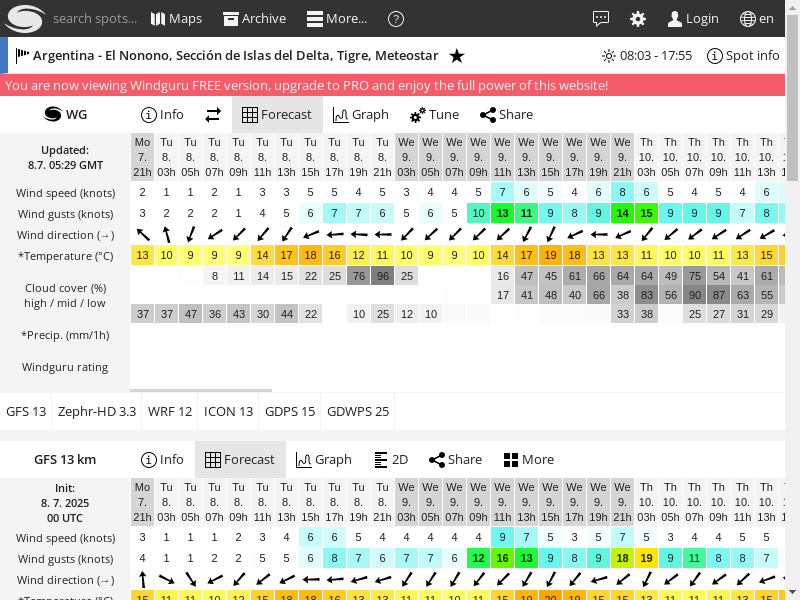 search spots... Maps Archive More... ? Login en
Argentina - El Nonono, Sección de Islas del Delta, Tigre, Meteostar ★ 08:03 - 17:55 Spot info
You are now viewing Windguru FREE version, upgrade to PRO and enjoy the full power of this website!
WG Info Forecast Graph Tune Share
Updated:
8.7. 05:29 GMT
Mo Tu Tu Tu Tu Tu Tu Tu Tu Tu Tu We We We We We We We We We We Th Th Th Th Th Th
7. 8. 8. 8. 8. 8. 8. 8. 8. 8. 8. 9. 9. 9. 9. 9. 9. 9. 9. 9. 9. 10. 10. 10. 10. 10. 10.
21h 03h 05h 07h 09h 11h 13h 15h 17h 19h 21h 03h 05h 07h 09h 11h 13h 15h 17h 19h 21h 03h 05h 07h 09h 11h 13h
Wind speed (knots) 2 1 1 2 1 3 3 5 5 4 5 3 4 4 5 7 6 5 4 6 8 6 5 4 5 4 6
Wind gusts (knots) 3 2 2 2 1 4 5 6 7 7 6 5 6 5 10 13 11 9 8 9 14 15 9 9 9 7 8
Wind direction (→)
*Temperature (°C) 13 10 9 9 9 14 17 18 16 12 11 10 9 9 10 14 17 19 18 13 13 11 10 10 11 13 15
Cloud cover (%)
high / mid / low
8 11 14 15 22 25 76 96 25 16 47 45 61 66 64 64 49 75 54 41 61
17 41 48 40 66 38 83 56 90 87 63 55
37 37 47 36 43 30 44 22 10 25 12 10 33 38 25 27 31 29
*Precip. (mm/1h)
Windguru rating
GFS 13 Zephr-HD 3.3 WRF 12 ICON 13 GDPS 15 GDWPS 25
GFS 13 km Info Forecast Graph 2D Share More
Init:
8. 7. 2025
00 UTC
Mo Tu Tu Tu Tu Tu Tu Tu Tu Tu Tu We We We We We We We We We We Th Th Th Th Th Th
7. 8. 8. 8. 8. 8. 8. 8. 8. 8. 8. 9. 9. 9. 9. 9. 9. 9. 9. 9. 9. 10. 10. 10. 10. 10. 10.
21h 03h 05h 07h 09h 11h 13h 15h 17h 19h 21h 03h 05h 07h 09h 11h 13h 15h 17h 19h 21h 03h 05h 07h 09h 11h 13h
Wind speed (knots) 3 1 1 1 2 3 4 6 6 5 4 4 4 4 4 9 7 5 3 5 7 5 3 4 4 5 5
Wind gusts (knots) 4 1 1 2 2 5 5 6 8 7 6 7 7 6 12 16 13 9 8 9 18 19 9 11 8 8 7
Wind direction (→)